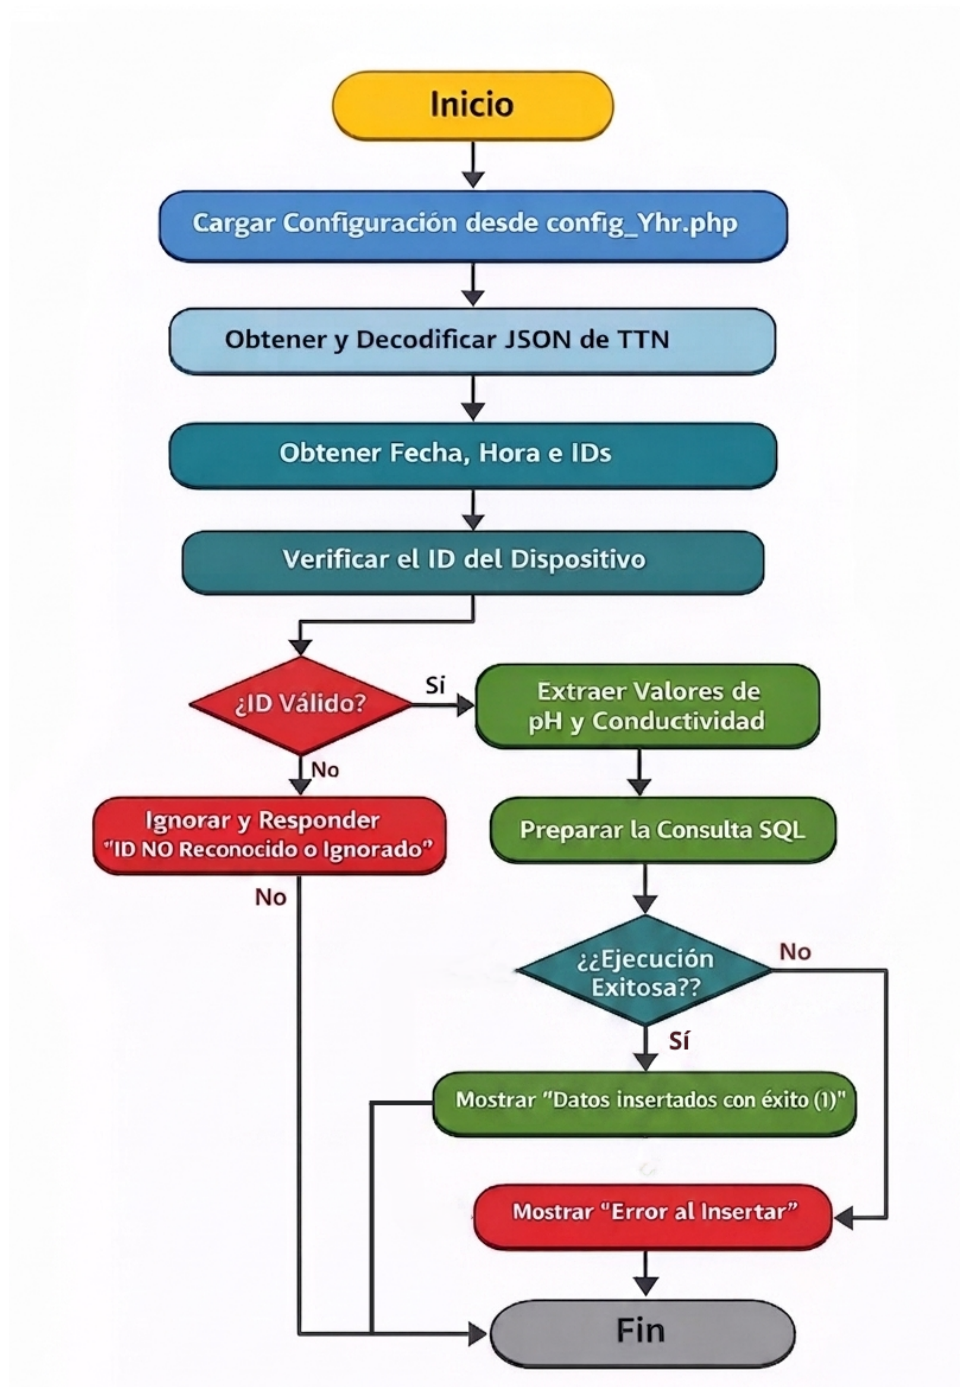 Inicio
Cargar Configuración desde config_Yhr.php
Obtener y Decodificar JSON de TTN
Obtener Fecha, Hora e IDs
Verificar el ID del Dispositivo
¿ID Válido?
Sí
Extraer Valores de
pH y Conductividad
No
Ignorar y Responder
"ID NO Reconocido o Ignorado"
Preparar la Consulta SQL
No
¿¿Ejecución
Exitosa??
No
Sí
Mostrar "Datos insertados con éxito (1)"
Mostrar "Error al Insertar"
Fin